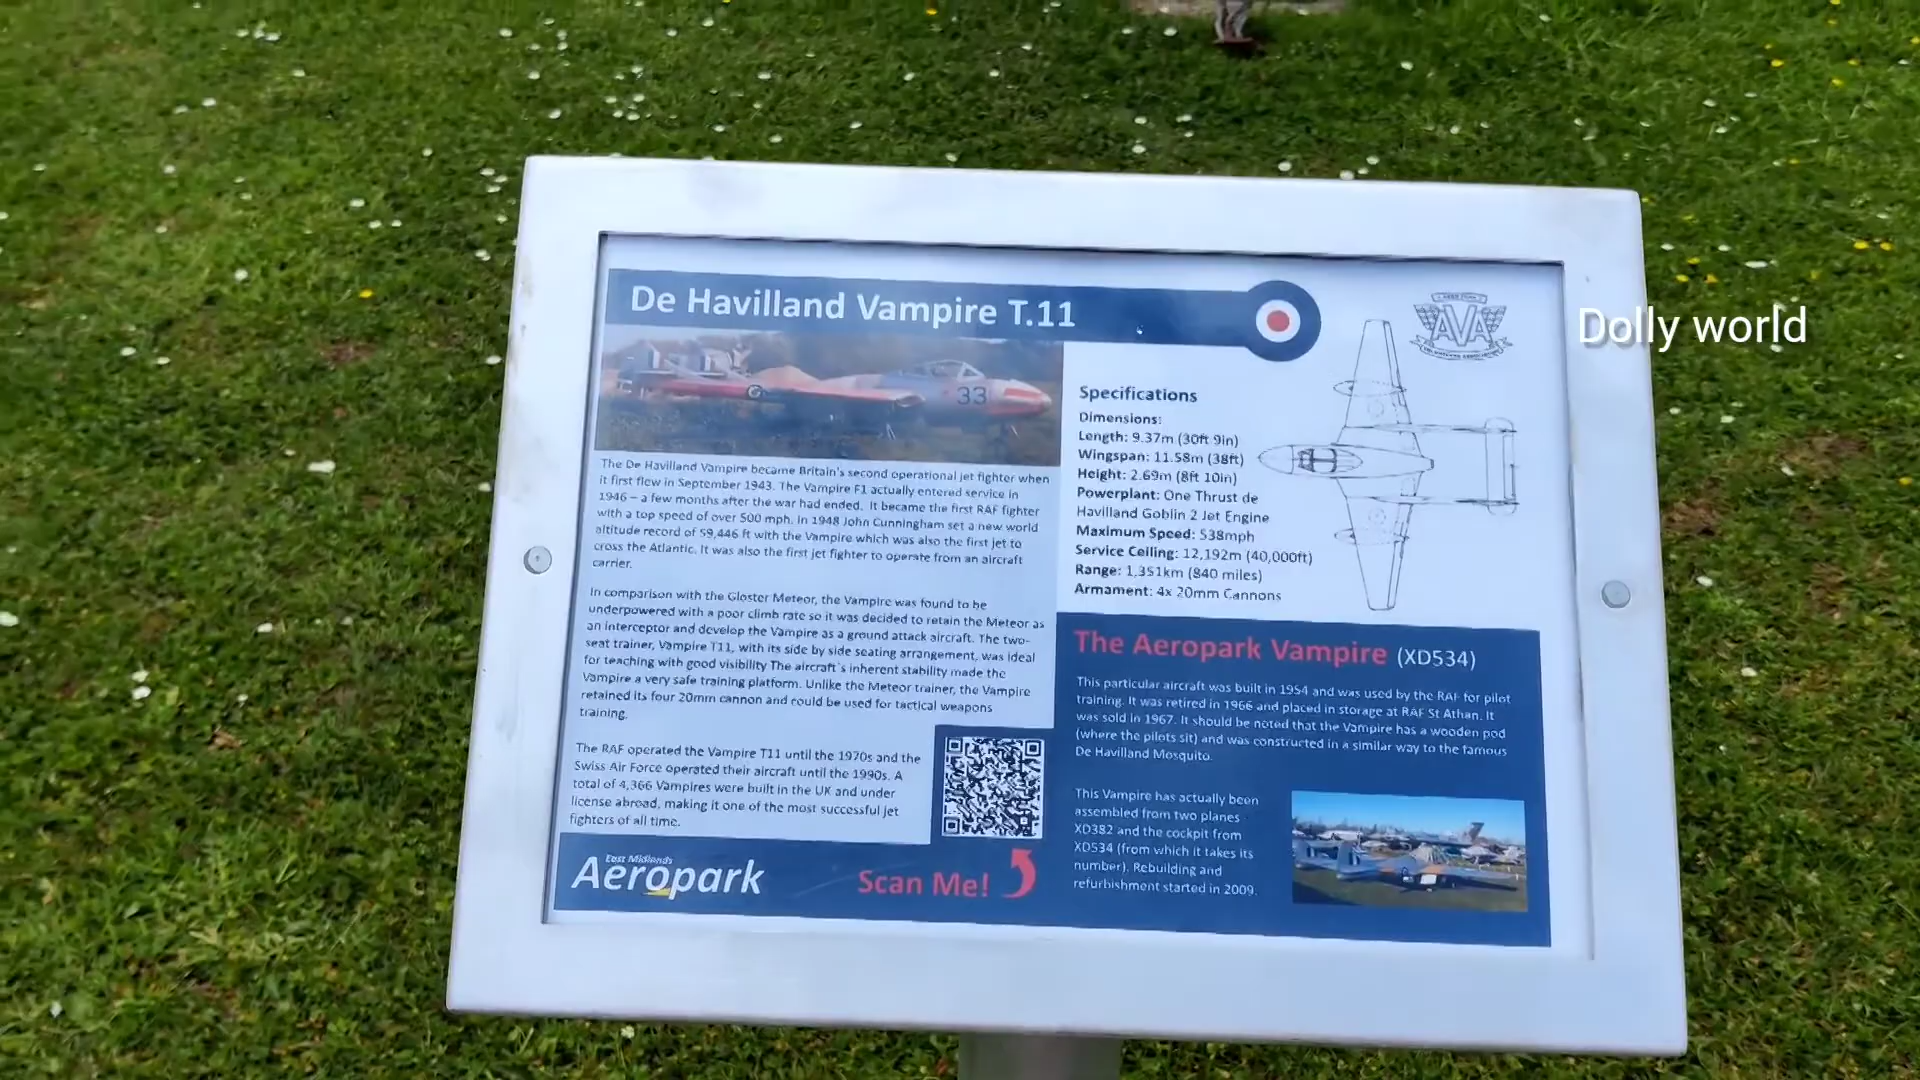 De Havilland Vampire T.11
AVA
Dolly world
33
The De Havilland Vampire became Britain's second operational jet fighter when
it first flew in September 1943. The Vampire F1 actually entered service in
1946 – a few months after the war had ended. It became the first RAF fighter
with a top speed of over 500 mph. In 1948 John Cunningham set a new world
altitude record of 59,446 ft with the Vampire which was also the first jet to
cross the Atlantic. It was also the first jet fighter to operate from an aircraft
carrier.
In comparison with the Gloster Meteor, the Vampire was found to be
underpowered with a poor climb rate so it was decided to retain the Meteor as
an interceptor and develop the Vampire as a ground attack aircraft. The two-
seat trainer, Vampire T11, with its side by side seating arrangement, was ideal
for teaching with good visibility The aircraft's inherent stability made the
Vampire a very safe training platform. Unlike the Meteor trainer, the Vampire
retained its four 20mm cannon and could be used for tactical weapons
training.
The RAF operated the Vampire T11 until the 1970s and the
Swiss Air Force operated their aircraft until the 1990s. A
total of 4,366 Vampires were built in the UK and under
license abroad, making it one of the most successful jet
fighters of all time.
East Midlands
Aeropark
Scan Me!
Specifications
Dimensions:
Length: 9.37m (30ft 9in)
Wingspan: 11.58m (38ft)
Height: 2.69m (8ft 10in)
Powerplant: One Thrust de
Havilland Goblin 2 Jet Engine
Maximum Speed: 538mph
Service Ceiling: 12,192m (40,000ft)
Range: 1,351km (840 miles)
Armament: 4x 20mm Cannons
The Aeropark Vampire (XD534)
This particular aircraft was built in 1954 and was used by the RAF for pilot
training. It was retired in 1966 and placed in storage at RAF St Athan. It
was sold in 1967. It should be noted that the Vampire has a wooden pod
(where the pilots sit) and was constructed in a similar way to the famous
De Havilland Mosquito.
This Vampire has actually been
assembled from two planes
XD382 and the cockpit from
XD534 (from which it takes its
number). Rebuilding and
refurbishment started in 2009.